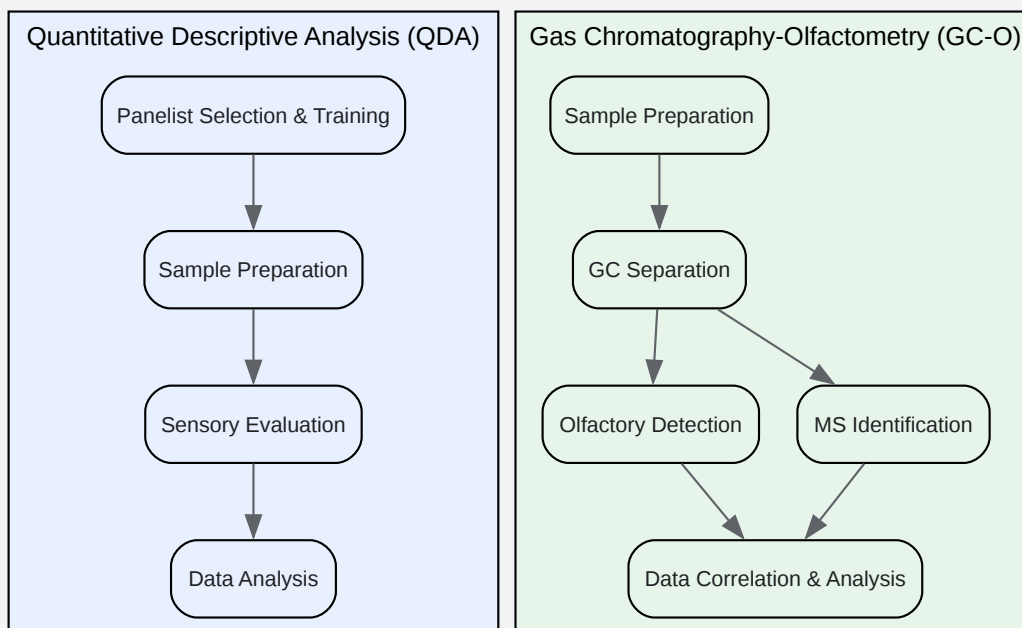 Quantitative Descriptive Analysis (QDA)
Panelist Selection & Training
Sample Preparation
Sensory Evaluation
Data Analysis
Gas Chromatography-Olfactometry (GC-O)
Sample Preparation
GC Separation
Olfactory Detection
MS Identification
Data Correlation & Analysis